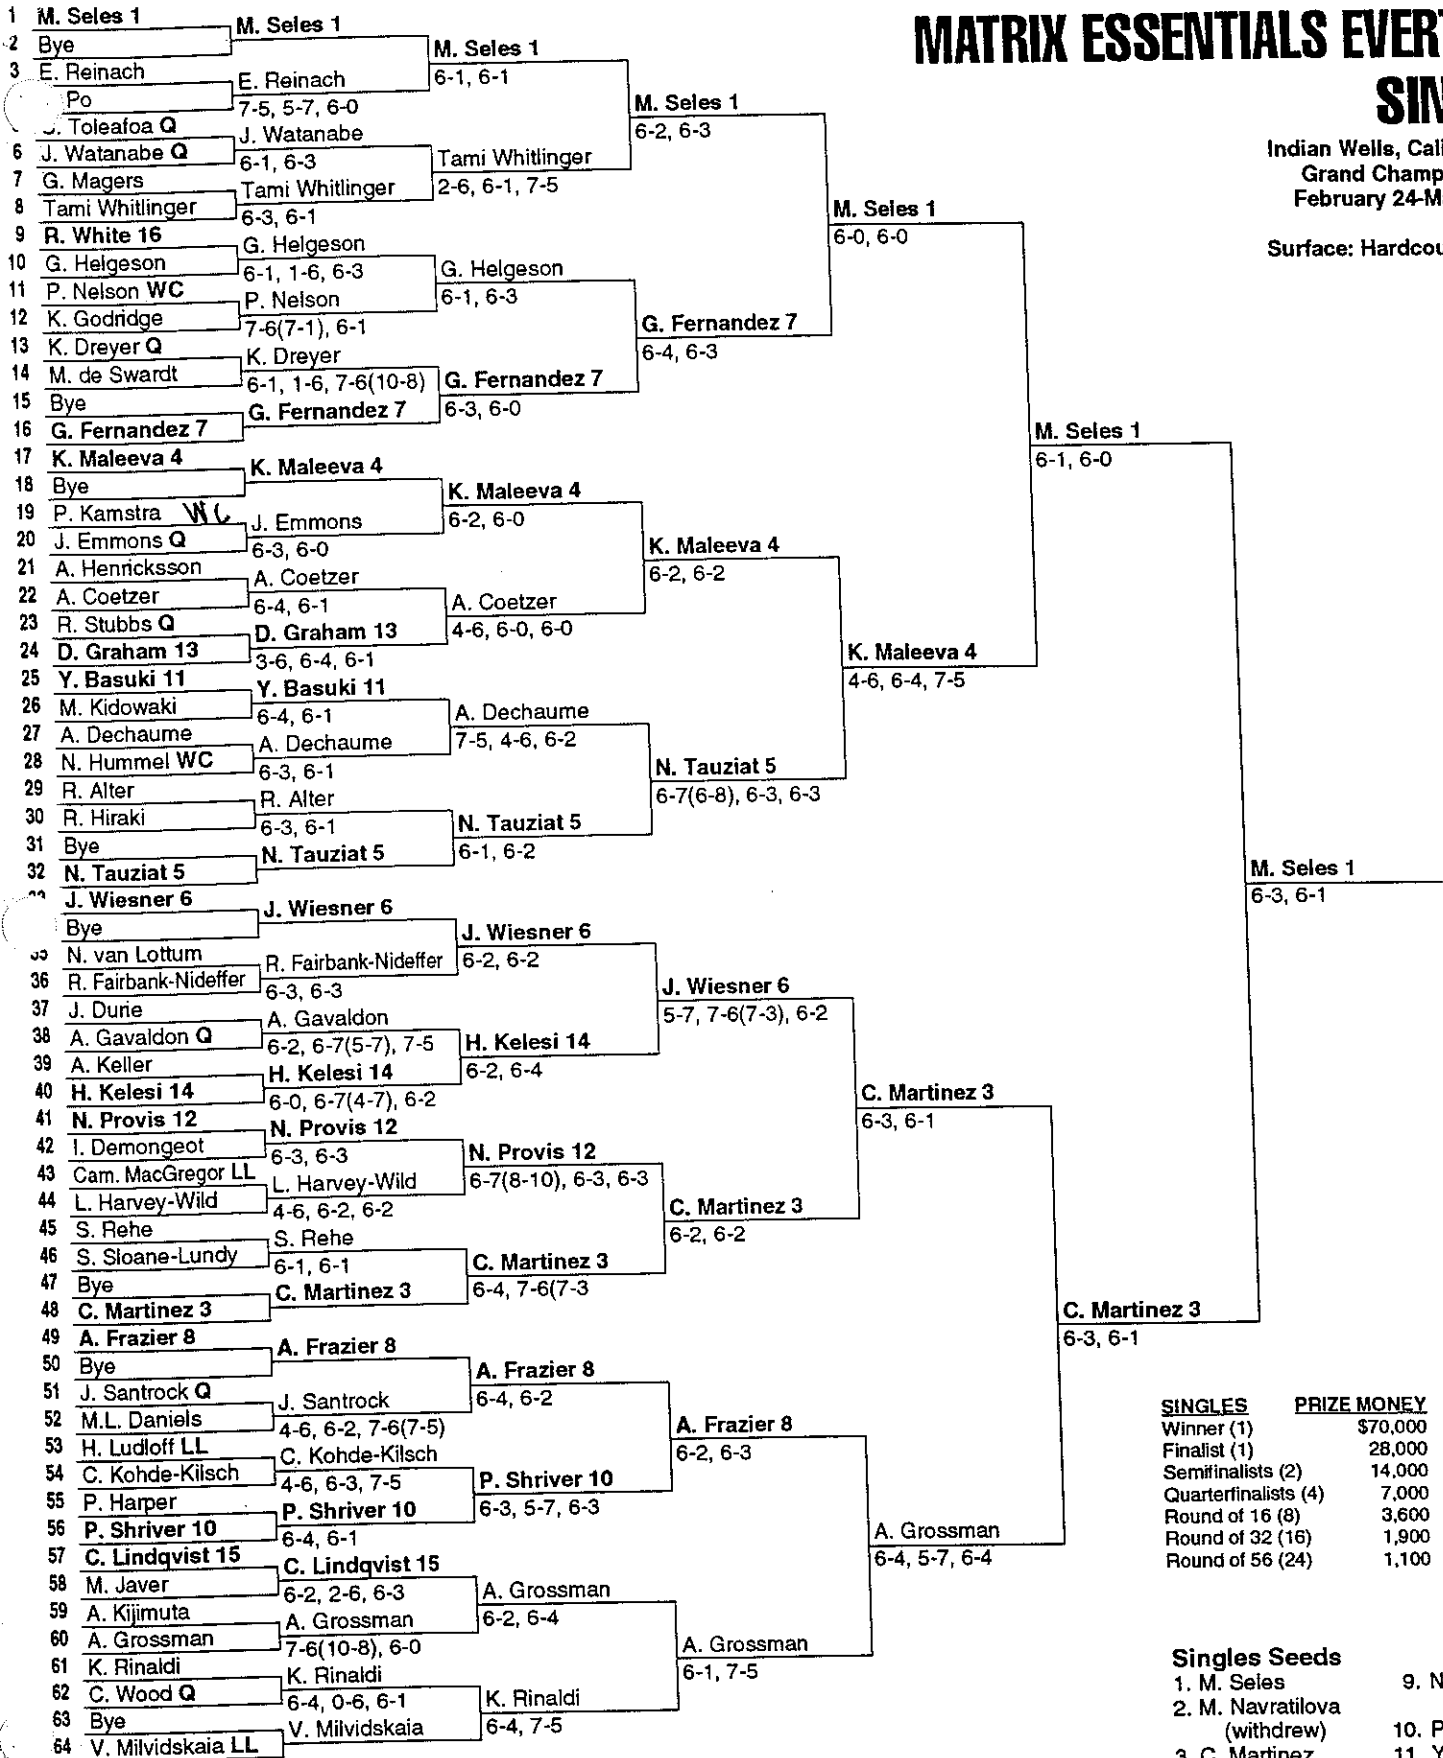 MATRIX ESSENTIALS EVERT
SIN
Indian Wells, Cali
Grand Champ
February 24-M
Surface: Hardcou
1 M. Seles 1
2 Bye
3 E. Reinach
Po
J. Toleafoa Q
6 J. Watanabe Q
7 G. Magers
8 Tami Whitlinger
9 R. White 16
10 G. Helgeson
11 P. Nelson WC
12 K. Godridge
13 K. Dreyer Q
14 M. de Swardt
15 Bye
16 G. Fernandez 7
17 K. Maleeva 4
18 Bye
19 P. Kamstra WC
20 J. Emmons Q
21 A. Henricksson
22 A. Coetzer
23 R. Stubbs Q
24 D. Graham 13
25 Y. Basuki 11
26 M. Kidowaki
27 A. Dechaume
28 N. Hummel WC
29 R. Alter
30 R. Hiraki
31 Bye
32 N. Tauziat 5
J. Wiesner 6
Bye
35 N. van Lottum
36 R. Fairbank-Nideffer
37 J. Durie
38 A. Gavaldon Q
39 A. Keller
40 H. Kelesi 14
41 N. Provis 12
42 I. Demongeot
43 Cam. MacGregor LL
44 L. Harvey-Wild
45 S. Rehe
46 S. Sloane-Lundy
47 Bye
48 C. Martinez 3
49 A. Frazier 8
50 Bye
51 J. Santrock Q
52 M.L. Daniels
53 H. Ludloff LL
54 C. Kohde-Kilsch
55 P. Harper
56 P. Shriver 10
57 C. Lindqvist 15
58 M. Javer
59 A. Kijimuta
60 A. Grossman
61 K. Rinaldi
62 C. Wood Q
63 Bye
64 V. Milvidskaia LL
M. Seles 1
E. Reinach
7-5, 5-7, 6-0
J. Watanabe
6-1, 6-3
Tami Whitlinger
6-3, 6-1
G. Helgeson
6-1, 1-6, 6-3
P. Nelson
7-6(7-1), 6-1
K. Dreyer
6-1, 1-6, 7-6(10-8)
G. Fernandez 7
K. Maleeva 4
J. Emmons
6-3, 6-0
A. Coetzer
6-4, 6-1
D. Graham 13
3-6, 6-4, 6-1
Y. Basuki 11
6-4, 6-1
A. Dechaume
6-3, 6-1
R. Alter
6-3, 6-1
N. Tauziat 5
J. Wiesner 6
R. Fairbank-Nideffer
6-3, 6-3
A. Gavaldon
6-2, 6-7(5-7), 7-5
H. Kelesi 14
6-0, 6-7(4-7), 6-2
N. Provis 12
6-3, 6-3
L. Harvey-Wild
4-6, 6-2, 6-2
S. Rehe
6-1, 6-1
C. Martinez 3
A. Frazier 8
J. Santrock
4-6, 6-2, 7-6(7-5)
C. Kohde-Kilsch
4-6, 6-3, 7-5
P. Shriver 10
6-4, 6-1
C. Lindqvist 15
6-2, 2-6, 6-3
A. Grossman
7-6(10-8), 6-0
K. Rinaldi
6-4, 0-6, 6-1
V. Milvidskaia
M. Seles 1
6-1, 6-1
Tami Whitlinger
2-6, 6-1, 7-5
G. Helgeson
6-1, 6-3
G. Fernandez 7
6-3, 6-0
K. Maleeva 4
6-2, 6-0
A. Coetzer
4-6, 6-0, 6-0
A. Dechaume
7-5, 4-6, 6-2
N. Tauziat 5
6-1, 6-2
J. Wiesner 6
6-2, 6-2
H. Kelesi 14
6-2, 6-4
N. Provis 12
6-7(8-10), 6-3, 6-3
C. Martinez 3
6-4, 7-6(7-3
A. Frazier 8
6-4, 6-2
P. Shriver 10
6-3, 5-7, 6-3
A. Grossman
6-2, 6-4
K. Rinaldi
6-4, 7-5
M. Seles 1
6-2, 6-3
G. Fernandez 7
6-4, 6-3
K. Maleeva 4
6-2, 6-2
N. Tauziat 5
6-7(6-8), 6-3, 6-3
J. Wiesner 6
5-7, 7-6(7-3), 6-2
C. Martinez 3
6-2, 6-2
A. Frazier 8
6-2, 6-3
A. Grossman
6-1, 7-5
M. Seles 1
6-0, 6-0
K. Maleeva 4
4-6, 6-4, 7-5
C. Martinez 3
6-3, 6-1
A. Grossman
6-4, 5-7, 6-4
M. Seles 1
6-1, 6-0
C. Martinez 3
6-3, 6-1
M. Seles 1
6-3, 6-1
SINGLES PRIZE MONEY
Winner (1) $70,000
Finalist (1) 28,000
Semifinalists (2) 14,000
Quarterfinalists (4) 7,000
Round of 16 (8) 3,600
Round of 32 (16) 1,900
Round of 56 (24) 1,100
Singles Seeds
1. M. Seles 9. N
2. M. Navratilova
(withdrew) 10. P
3. C. Martinez 11. Y